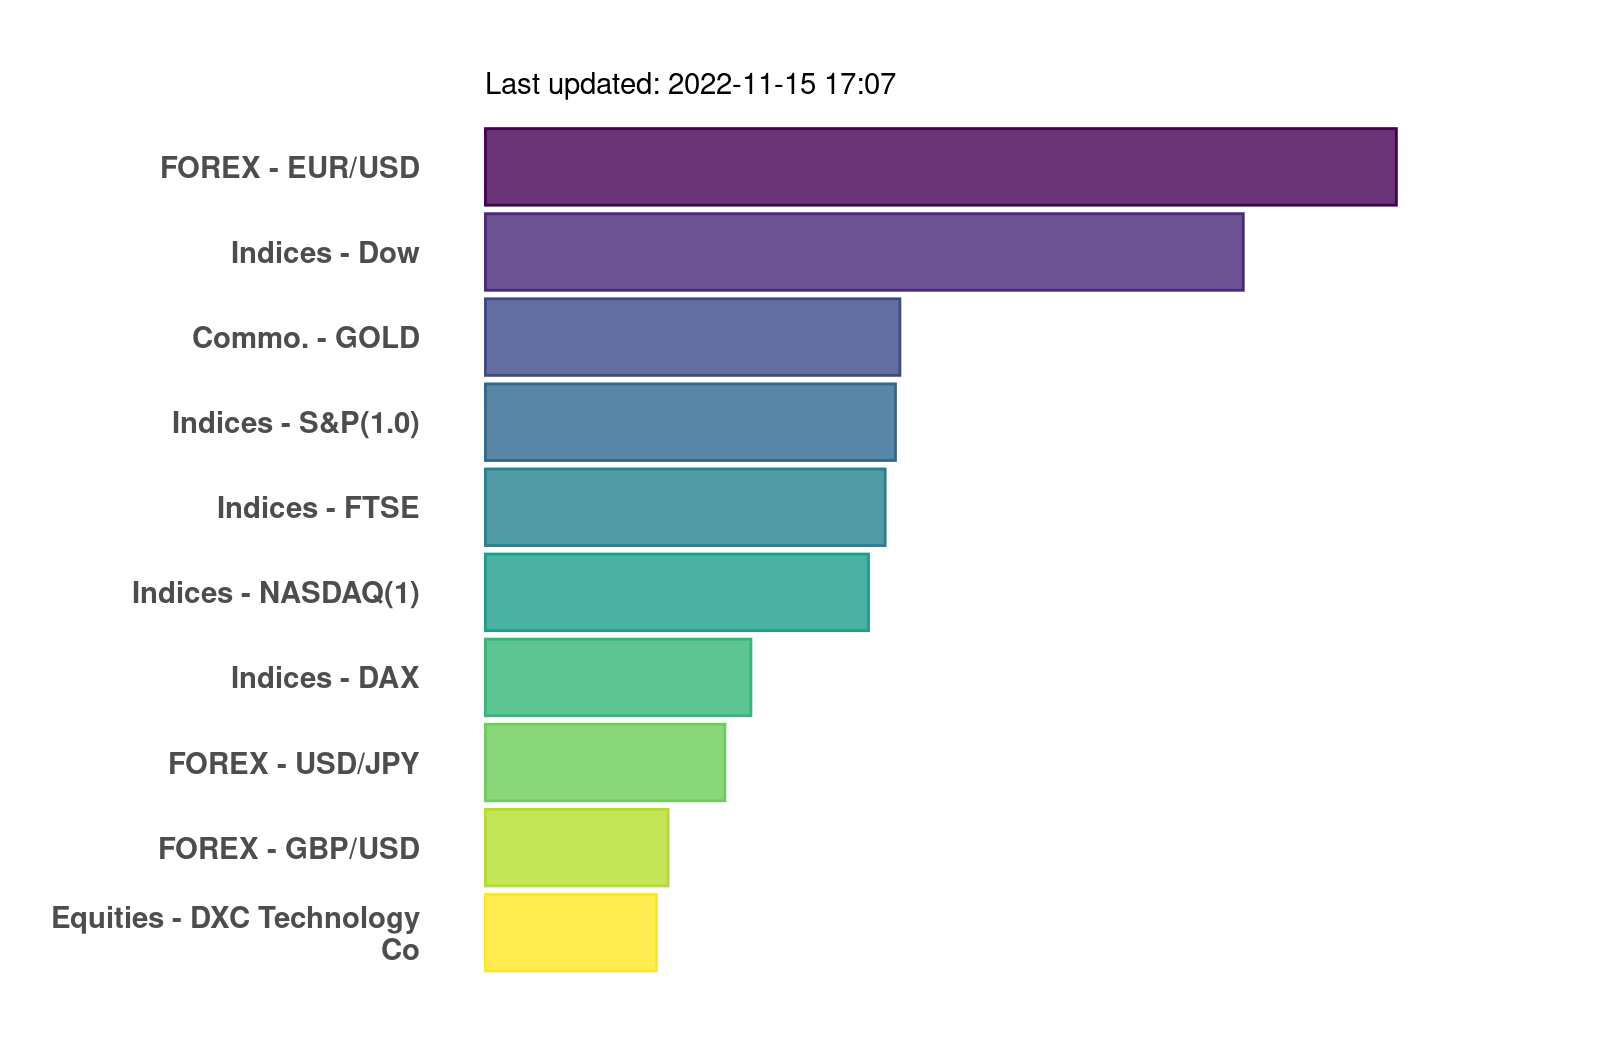 Last updated: 2022-11-15 17:07
FOREX - EUR/USD
Indices - Dow
Commo. - GOLD
Indices - S&P(1.0)
Indices - FTSE
Indices - NASDAQ(1)
Indices - DAX
FOREX - USD/JPY
FOREX - GBP/USD
Equities - DXC Technology
Co